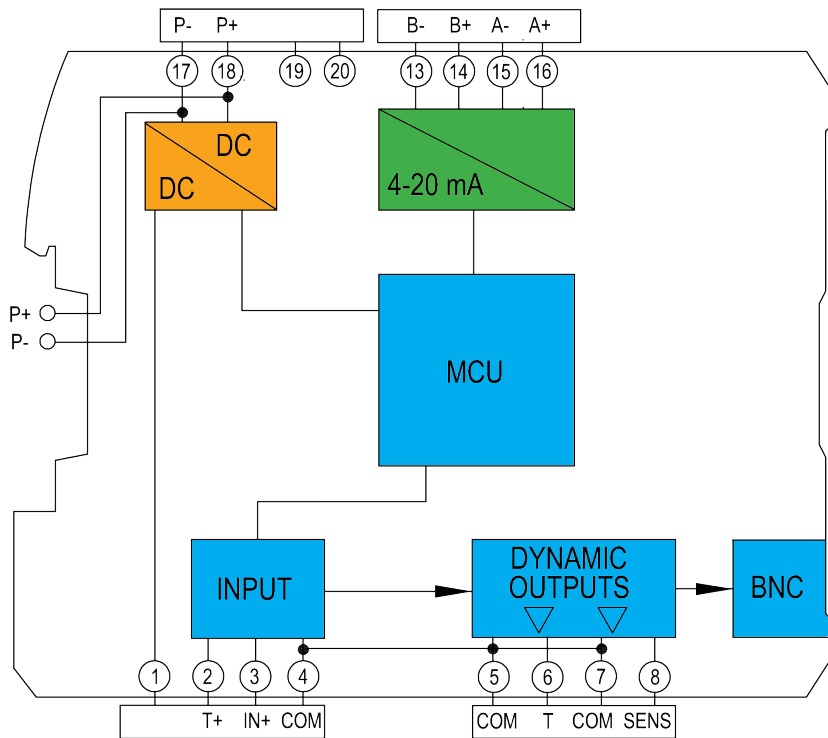 P- P+ B- B+ A- A+
17 18 19 20 13 14 15 16
DC
DC
4-20 mA
P+
P-
MCU
INPUT
DYNAMIC
OUTPUTS
BNC
1 2 3 4 5 6 7 8
T+ IN+ COM COM T COM SENS